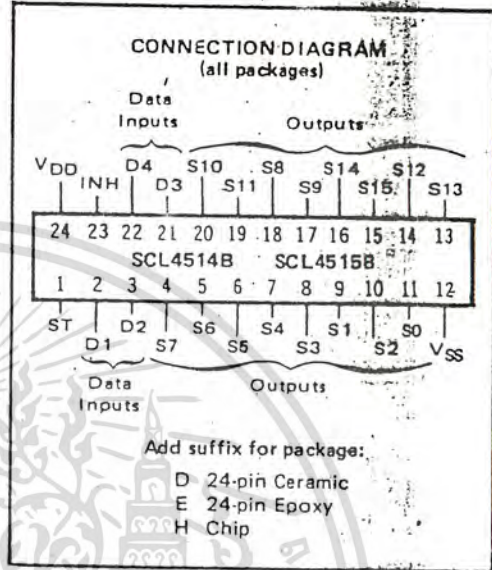 CONNECTION DIAGRAM
(all packages)
Data
Inputs
Outputs
VDD INH D4 D3 S10 S11 S8 S9 S14 S15 S12 S13
24 23 22 21 20 19 18 17 16 15 14 13
SCL4514B SCL4515B
1 2 3 4 5 6 7 8 9 10 11 12
ST D1 D2 S7 S6 S5 S4 S3 S1 S2 S0 VSS
Data
Inputs
Outputs
Add suffix for package:
D 24-pin Ceramic
E 24-pin Epoxy
H Chip